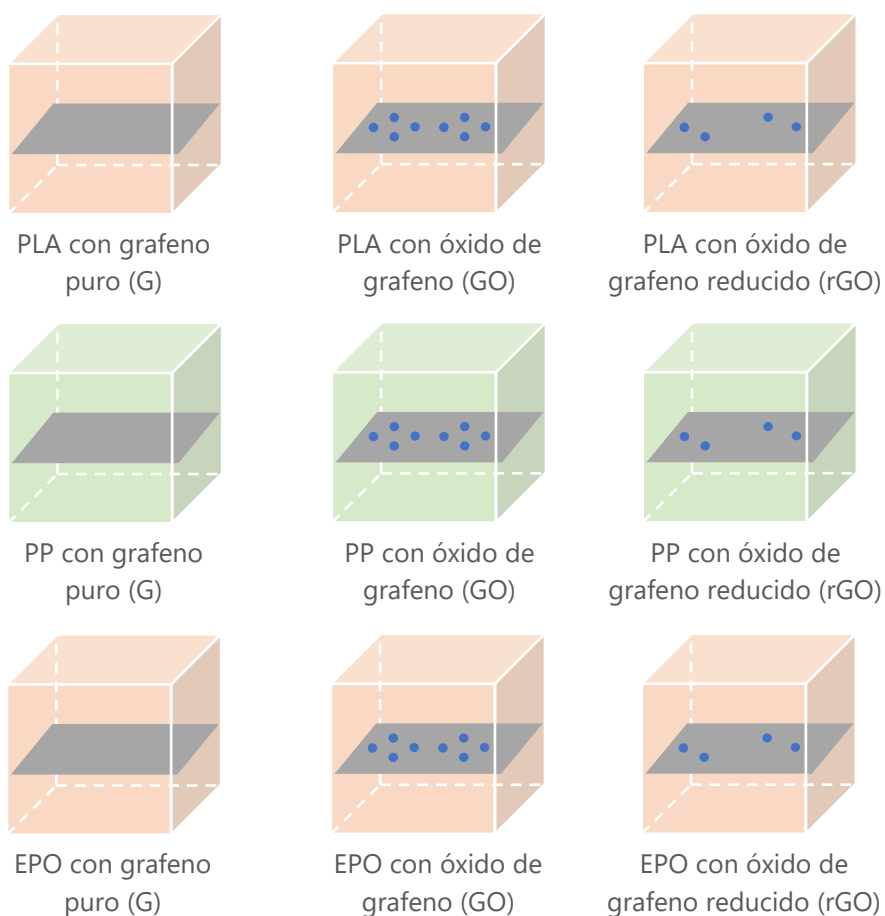 PLA con grafeno
puro (G)
PLA con óxido de
grafeno (GO)
PLA con óxido de
grafeno reducido (rGO)
PP con grafeno
puro (G)
PP con óxido de
grafeno (GO)
PP con óxido de
grafeno reducido (rGO)
EPO con grafeno
puro (G)
EPO con óxido de
grafeno (GO)
EPO con óxido de
grafeno reducido (rGO)